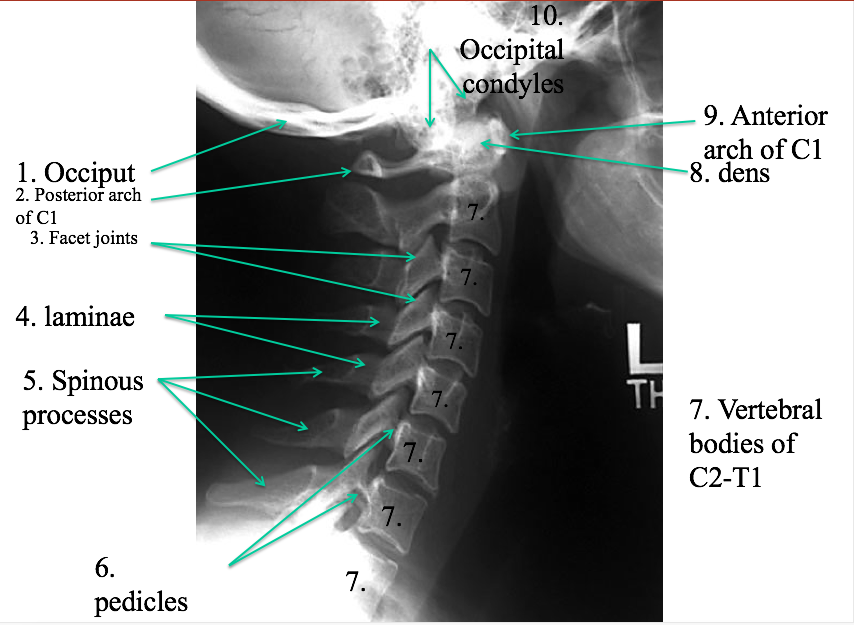 10.
Occipital
condyles
9. Anterior
arch of C1
8. dens
1. Occiput
2. Posterior arch
of C1
3. Facet joints
4. laminae
5. Spinous
processes
6.
pedicles
7.
7.
7.
7.
7.
7.
7.
7. Vertebral
bodies of
C2-T1
L
TH